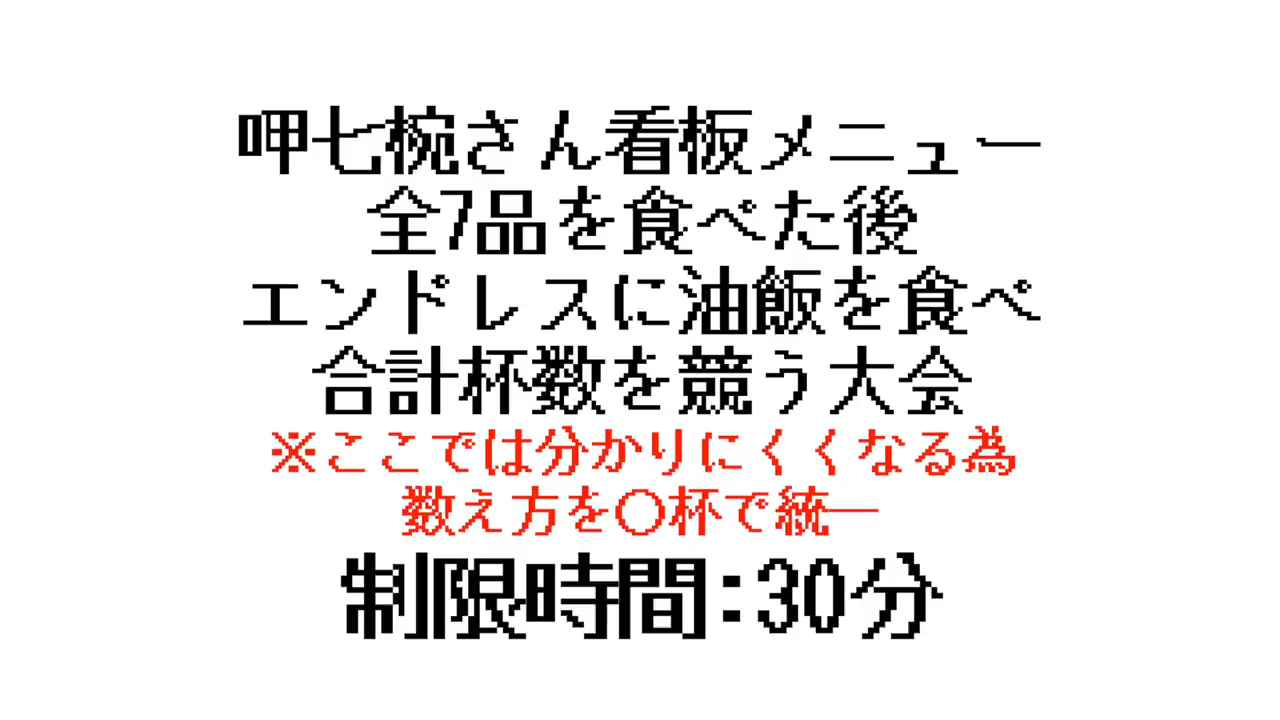 呷七椀さん看板メニュー
全7品を食べた後
エンドレスに油飯を食べ
合計杯数を競う大会
※ここでは分かりにくくなる為
数え方を〇杯で統一
制限時間:30分